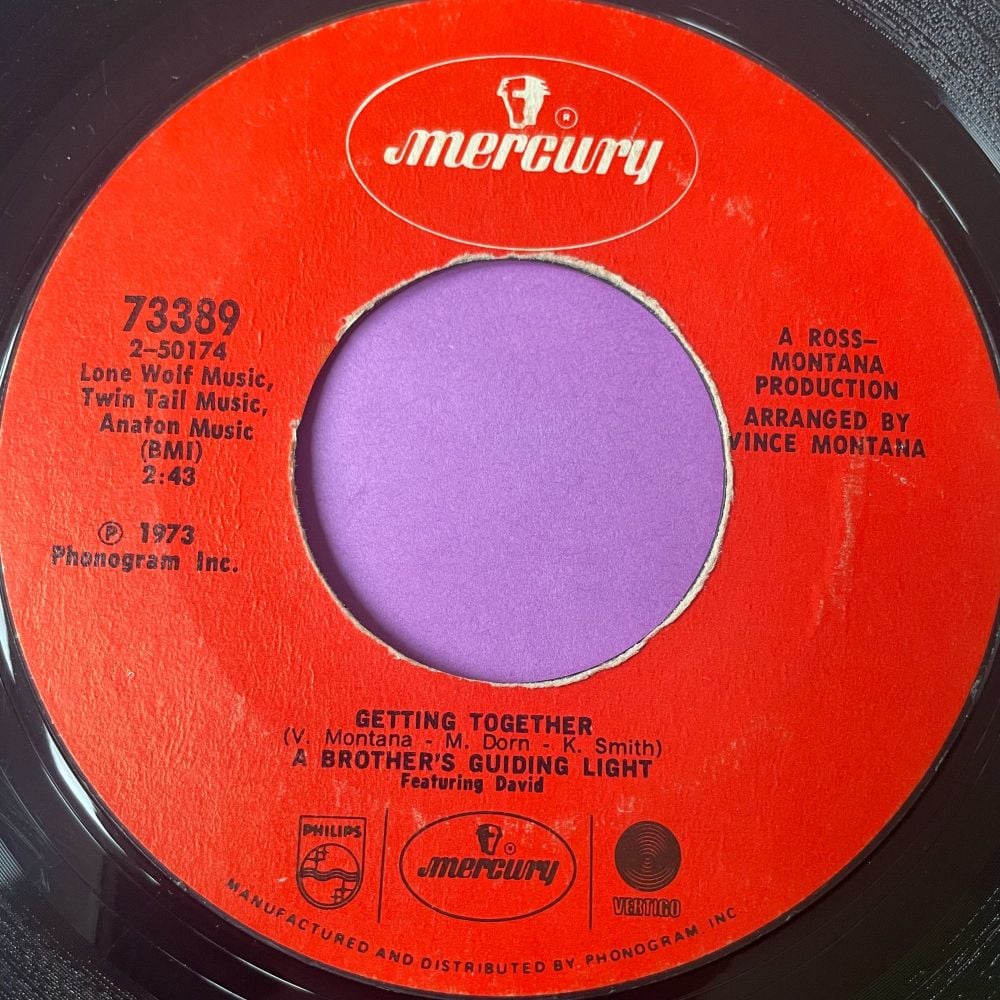 mercury
®
73389
2-50174
Lone Wolf Music,
Twin Tail Music,
Anaton Music
(BMI)
2:43
℗ 1973
Phonogram Inc.
A ROSS-
MONTANA
PRODUCTION
ARRANGED BY
VINCE MONTANA
GETTING TOGETHER
(V. Montana - M. Dorn - K. Smith)
A BROTHER'S GUIDING LIGHT
Featuring David
PHILIPS
mercury
®
VERTIGO
MANUFACTURED AND DISTRIBUTED BY PHONOGRAM, INC.